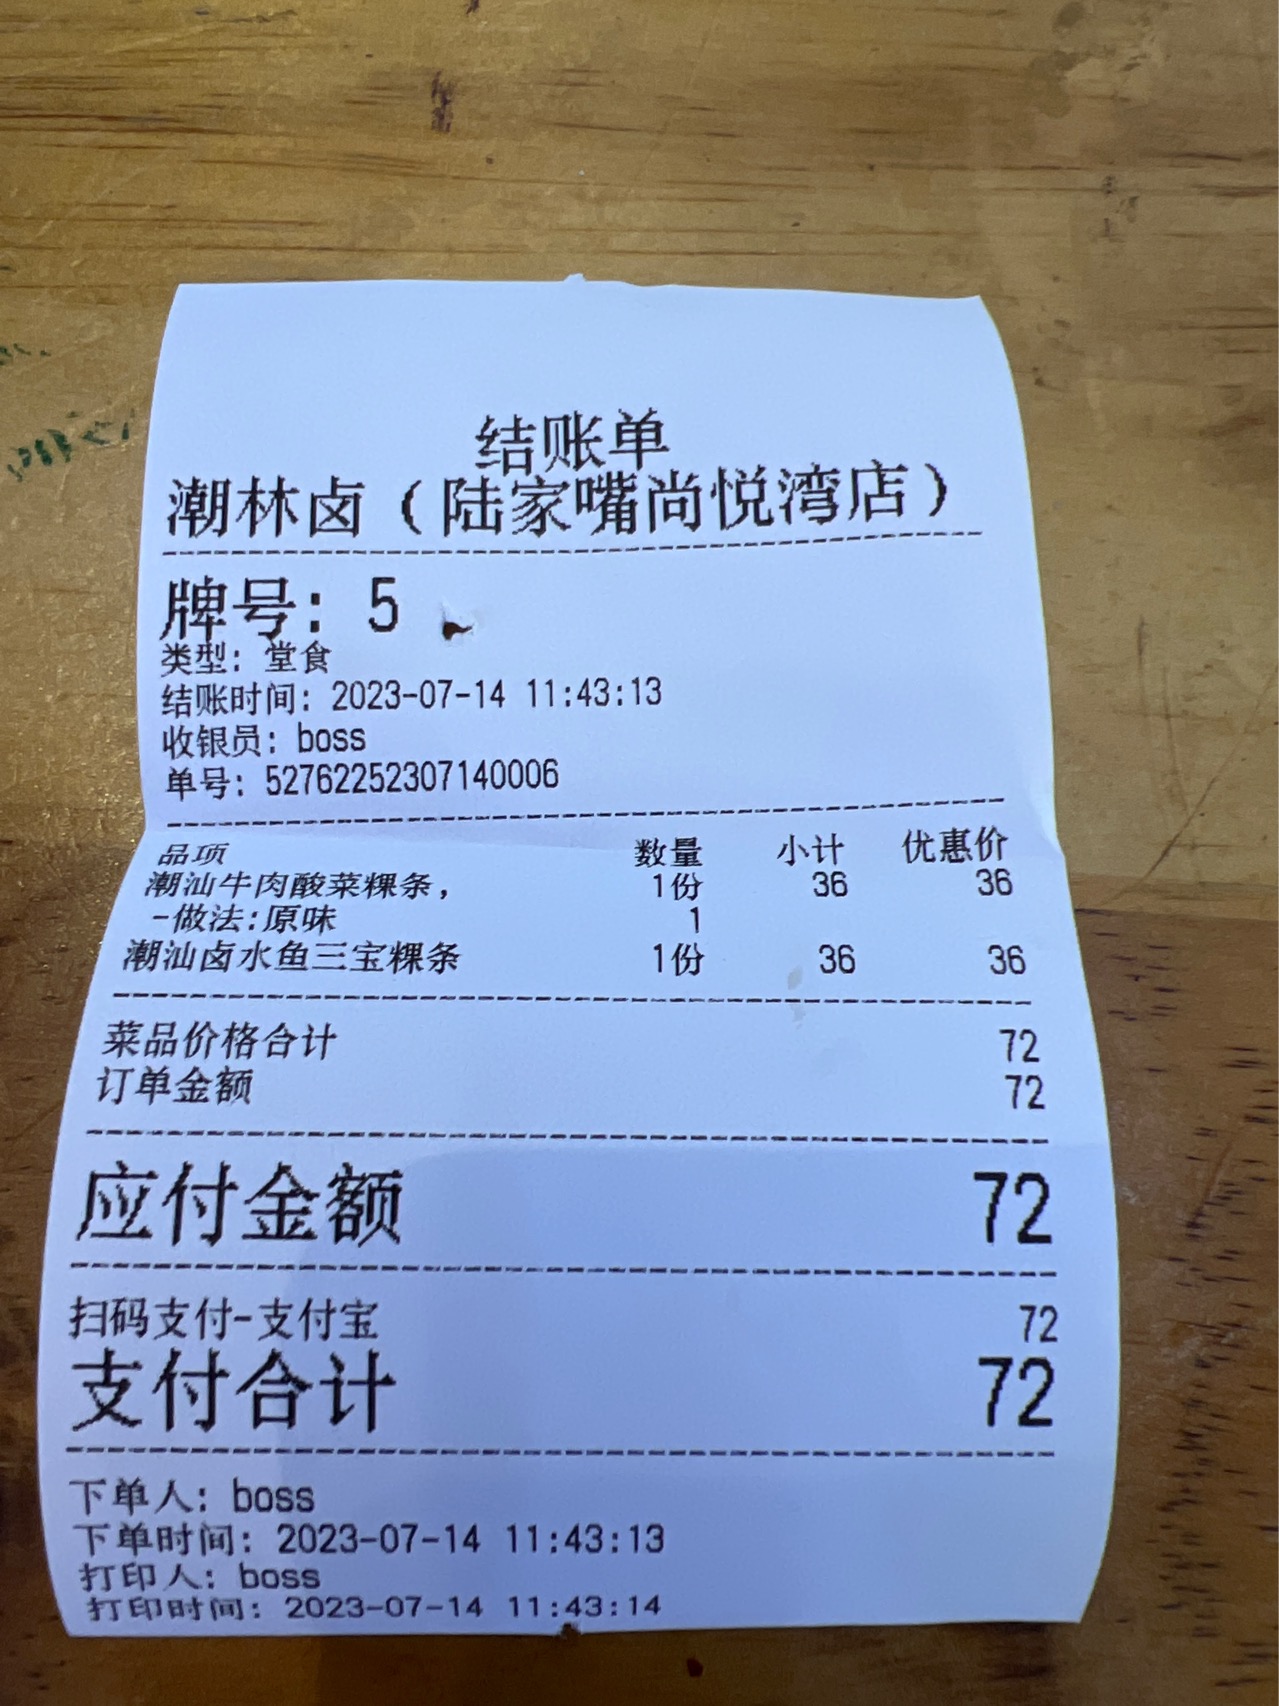 结账单
潮林卤（陆家嘴尚悦湾店）
牌号: 5
类型: 堂食
结账时间: 2023-07-14 11:43:13
收银员: boss
单号: 52762252307140006
品项 数量 小计 优惠价
潮汕牛肉酸菜粿条, 1份 36 36
-做法:原味 1
潮汕卤水鱼三宝粿条 1份 36 36
菜品价格合计 72
订单金额 72
应付金额 72
扫码支付-支付宝 72
支付合计 72
下单人: boss
下单时间: 2023-07-14 11:43:13
打印人: boss
打印时间: 2023-07-14 11:43:14